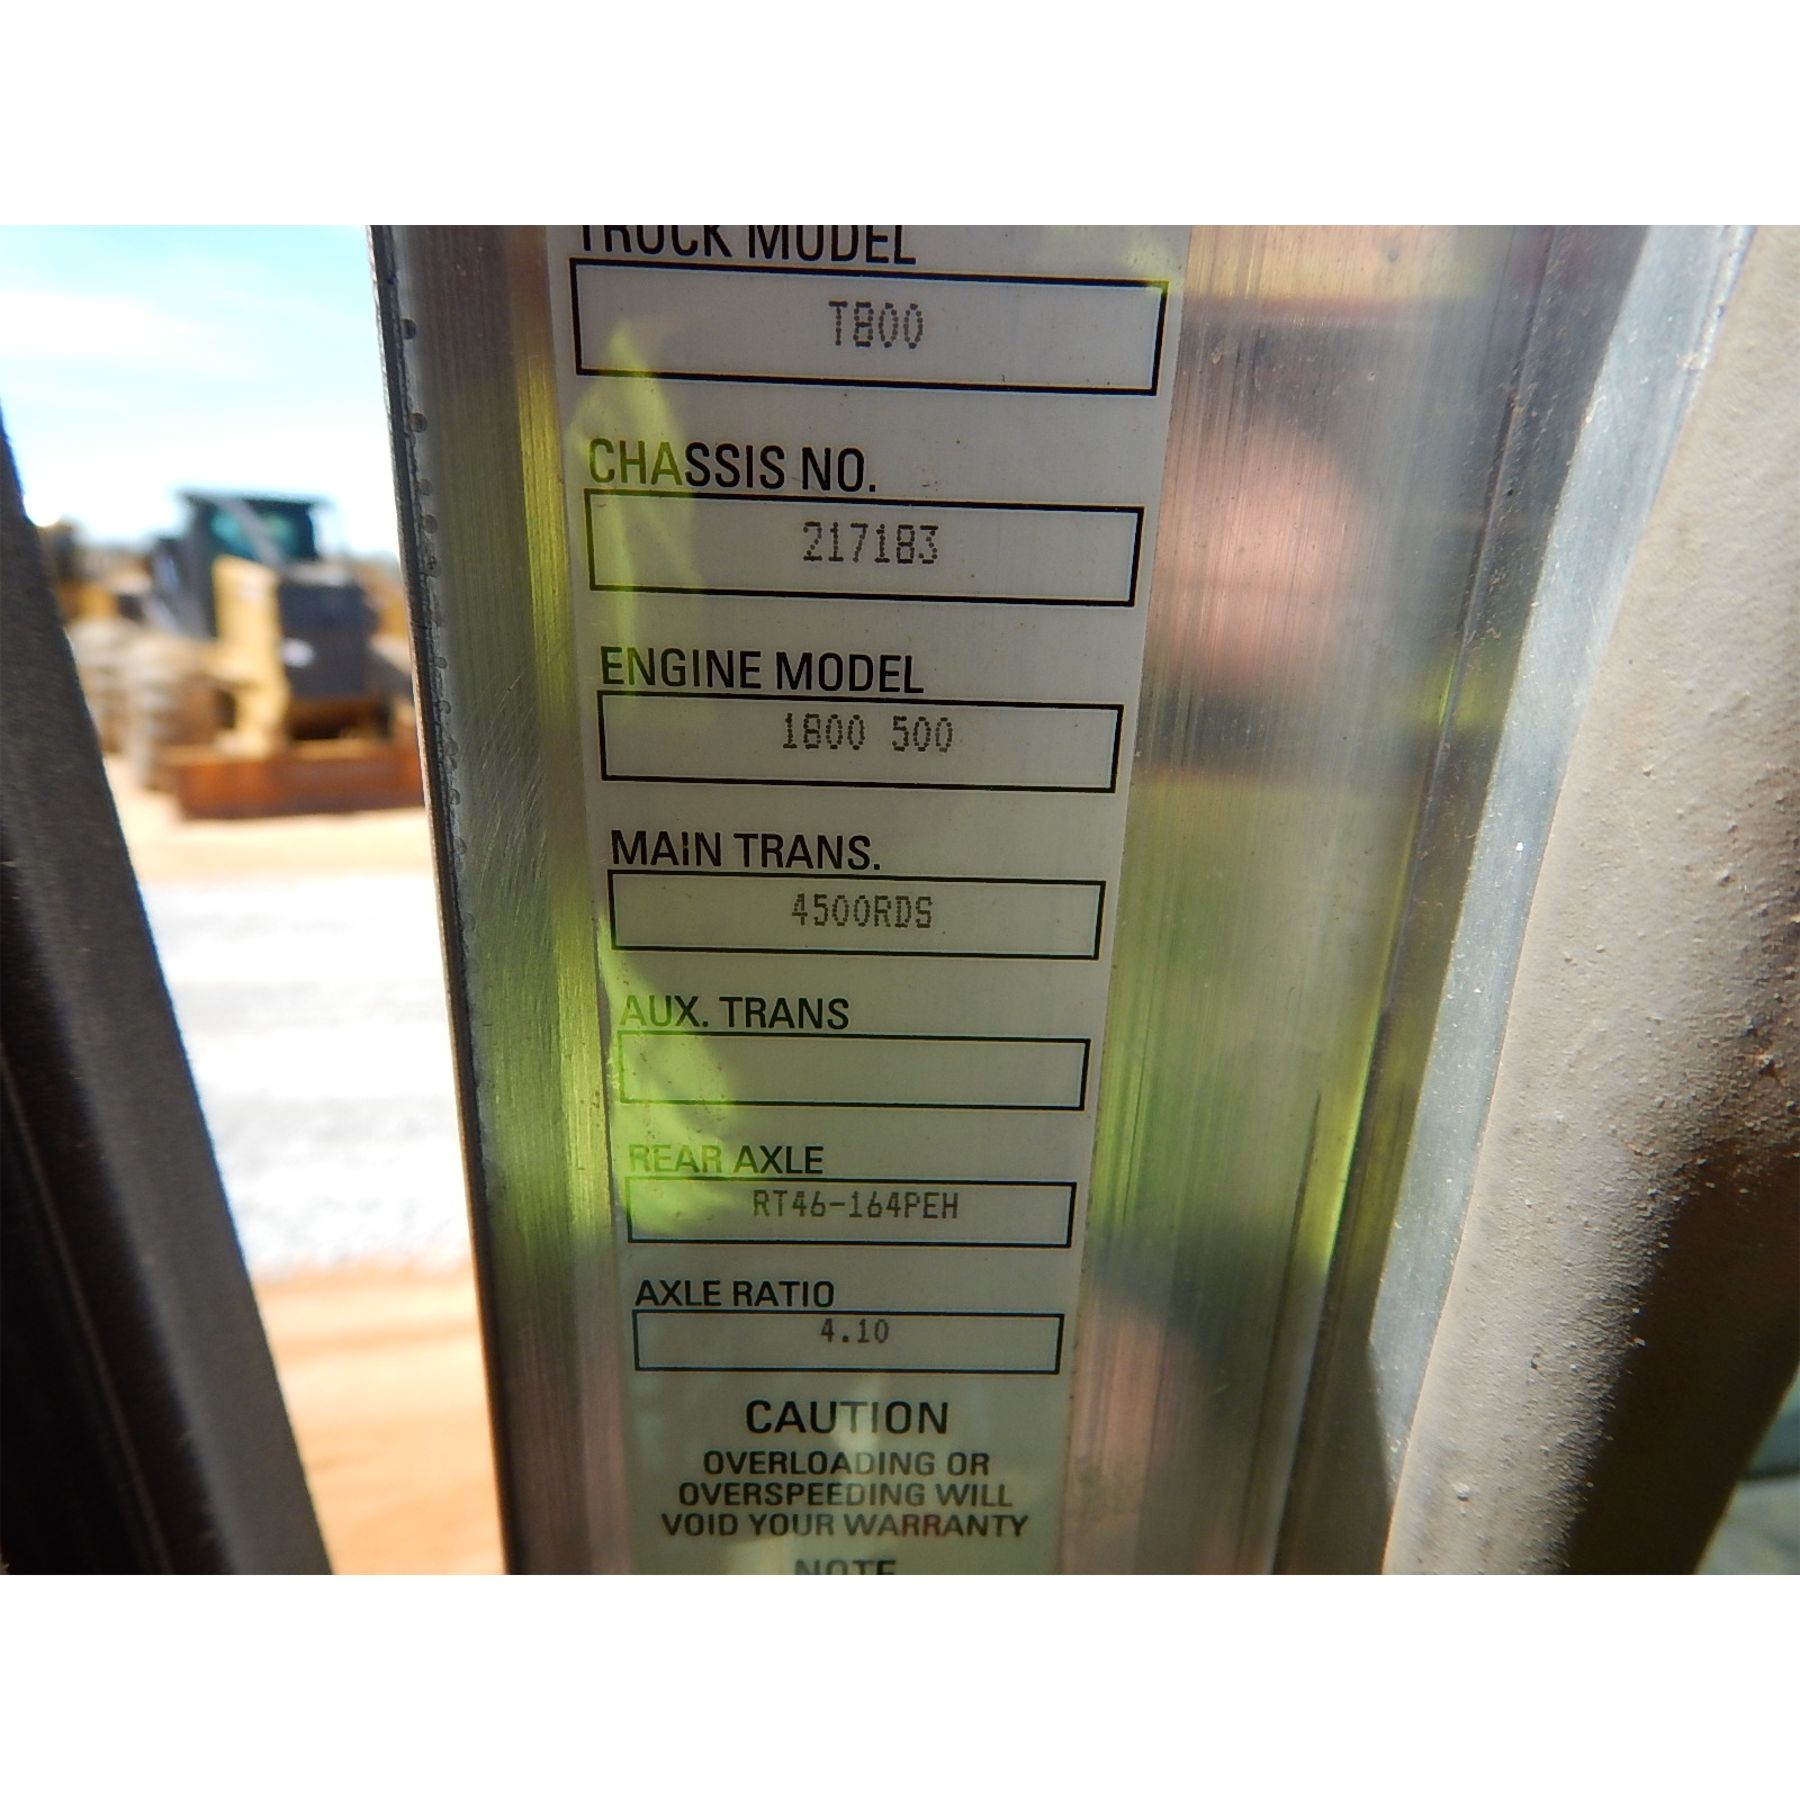 TRUCK MODEL
T800
CHASSIS NO.
217183
ENGINE MODEL
1800 500
MAIN TRANS.
4500RDS
AUX. TRANS
REAR AXLE
RT46-164PEH
AXLE RATIO
4.10
CAUTION
OVERLOADING OR
OVERSPEEDING WILL
VOID YOUR WARRANTY
NOTE